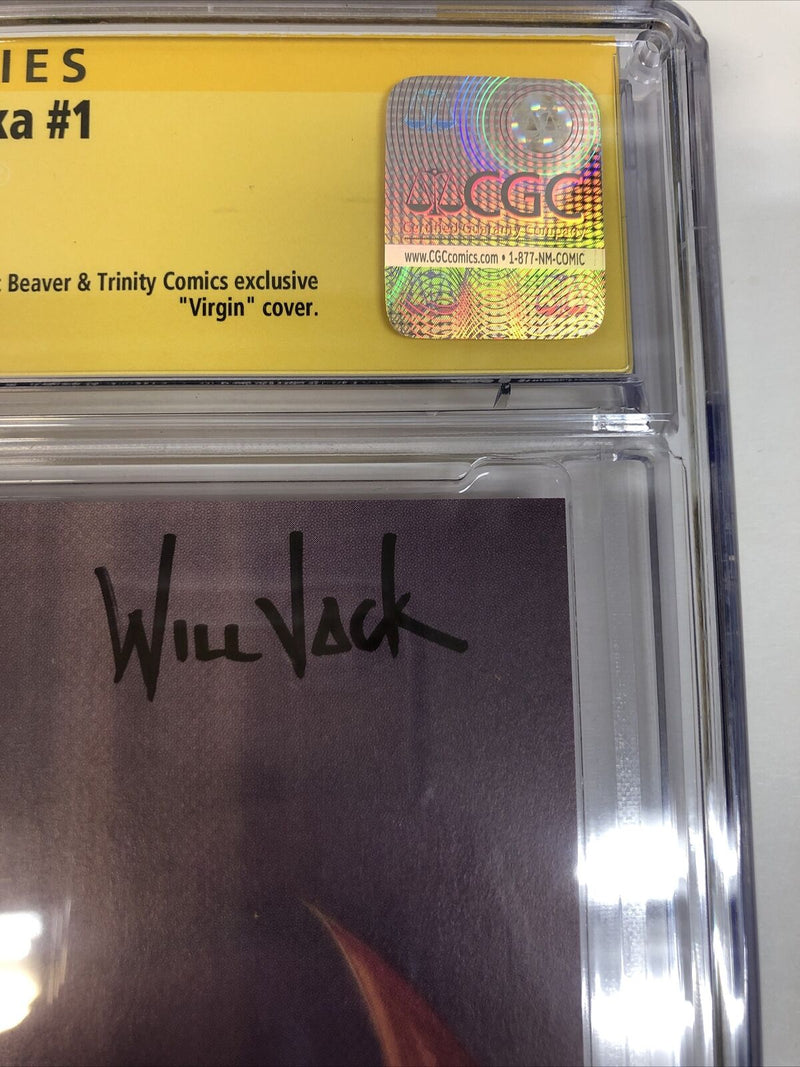 IES
ka #1
CGC
Certified Guaranty Company
www.CGCcomics.com • 1-877-NM-COMIC
Beaver & Trinity Comics exclusive
"Virgin" cover.
WILL JACK